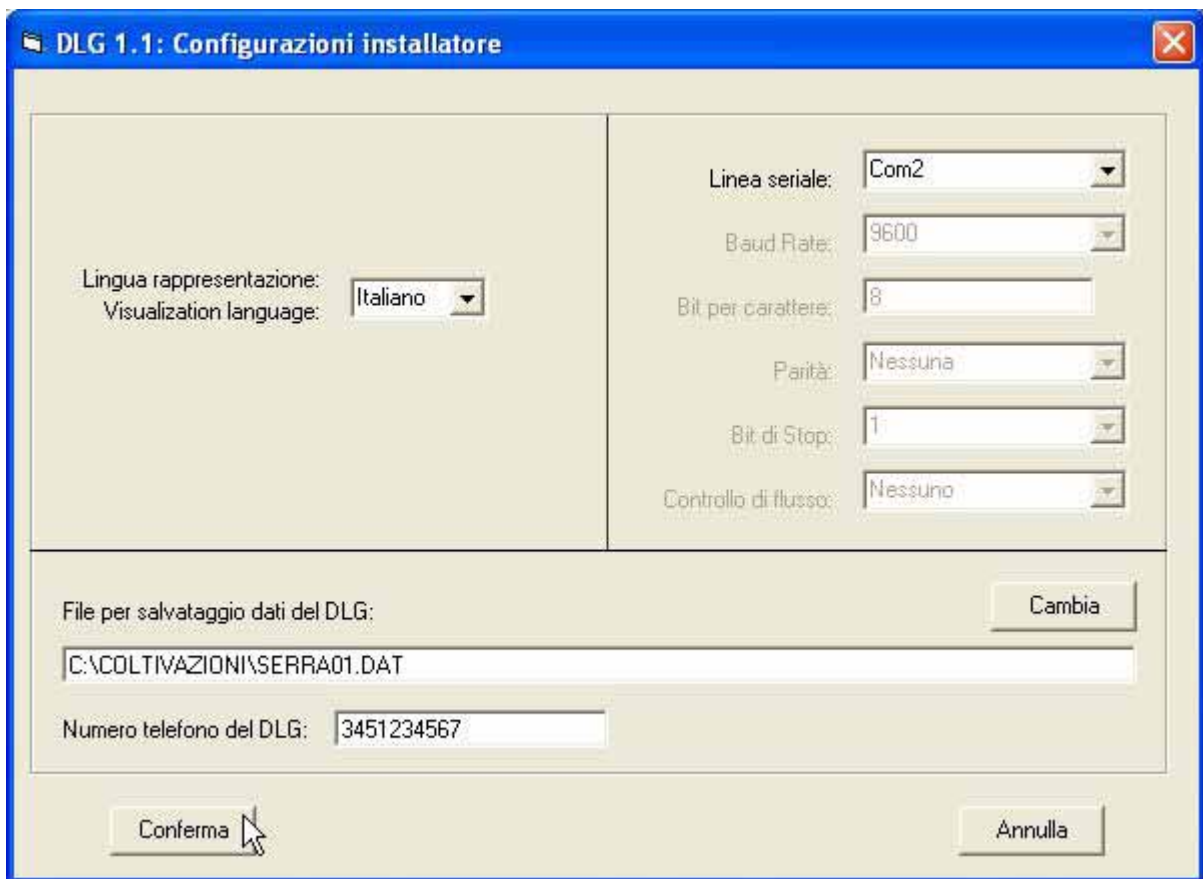 DLG 1.1: Configurazioni installatore
Lingua rappresentazione:
Visualization language:
Italiano
Linea seriale: Com2
Baud Rate: 9600
Bit per carattere: 8
Parità: Nessuna
Bit di Stop: 1
Controllo di flusso: Nessuno
File per salvataggio dati del DLG:
Cambia
C:\COLTIVAZIONI\SERRA01.DAT
Numero telefono del DLG: 3451234567
Conferma
Annulla